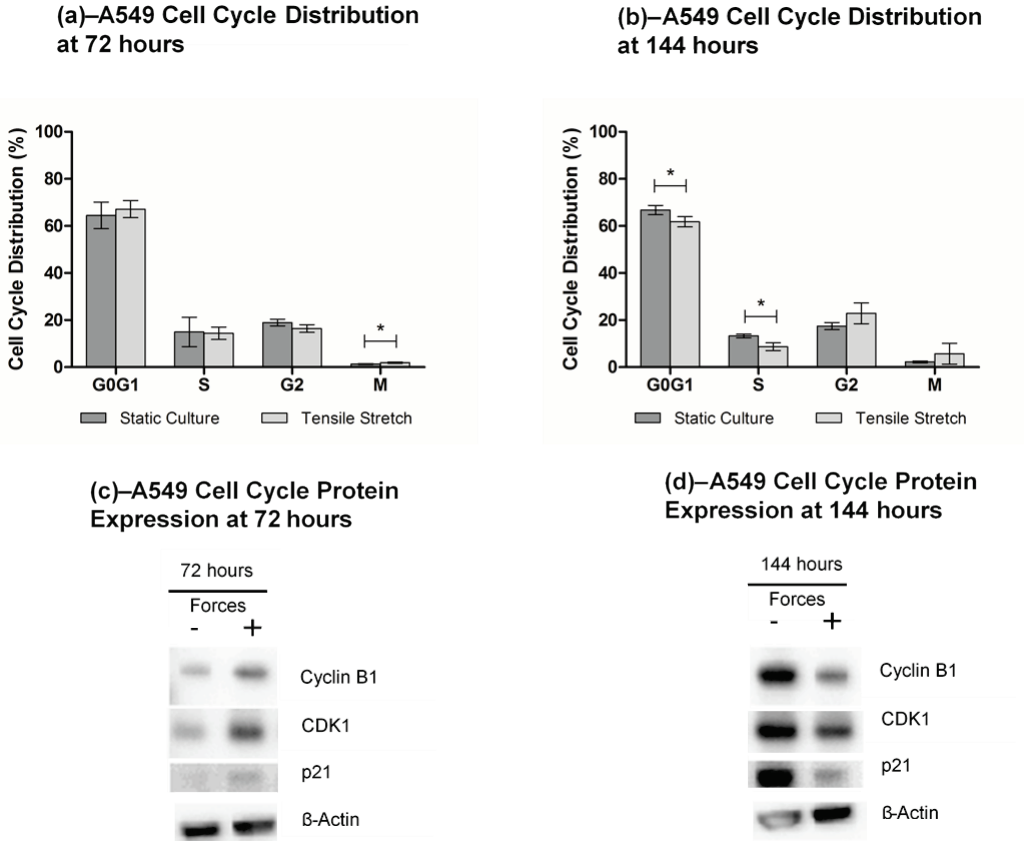 (a)–A549 Cell Cycle Distribution
at 72 hours
Cell Cycle Distribution (%)
100
80
60
40
20
0
*
G0G1 S G2 M
Static Culture Tensile Stretch
(b)–A549 Cell Cycle Distribution
at 144 hours
Cell Cycle Distribution (%)
100
80
60
40
20
0
*
*
G0G1 S G2 M
Static Culture Tensile Stretch
(c)–A549 Cell Cycle Protein
Expression at 72 hours
72 hours
Forces
- +
Cyclin B1
CDK1
p21
ß-Actin
(d)–A549 Cell Cycle Protein
Expression at 144 hours
144 hours
Forces
- +
Cyclin B1
CDK1
p21
ß-Actin